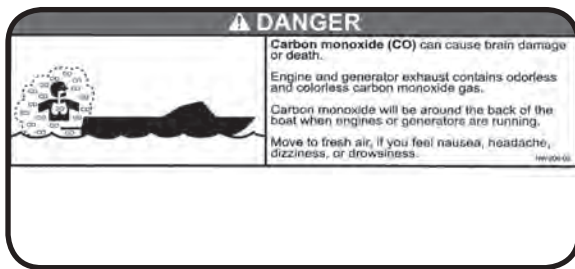 DANGER
Carbon monoxide (CO) can cause brain damage
or death.
Engine and generator exhaust contains odorless
and colorless carbon monoxide gas.
Carbon monoxide will be around the back of the
boat when engines or generators are running.
Move to fresh air, if you feel nausea, headache,
dizziness, or drowsiness.